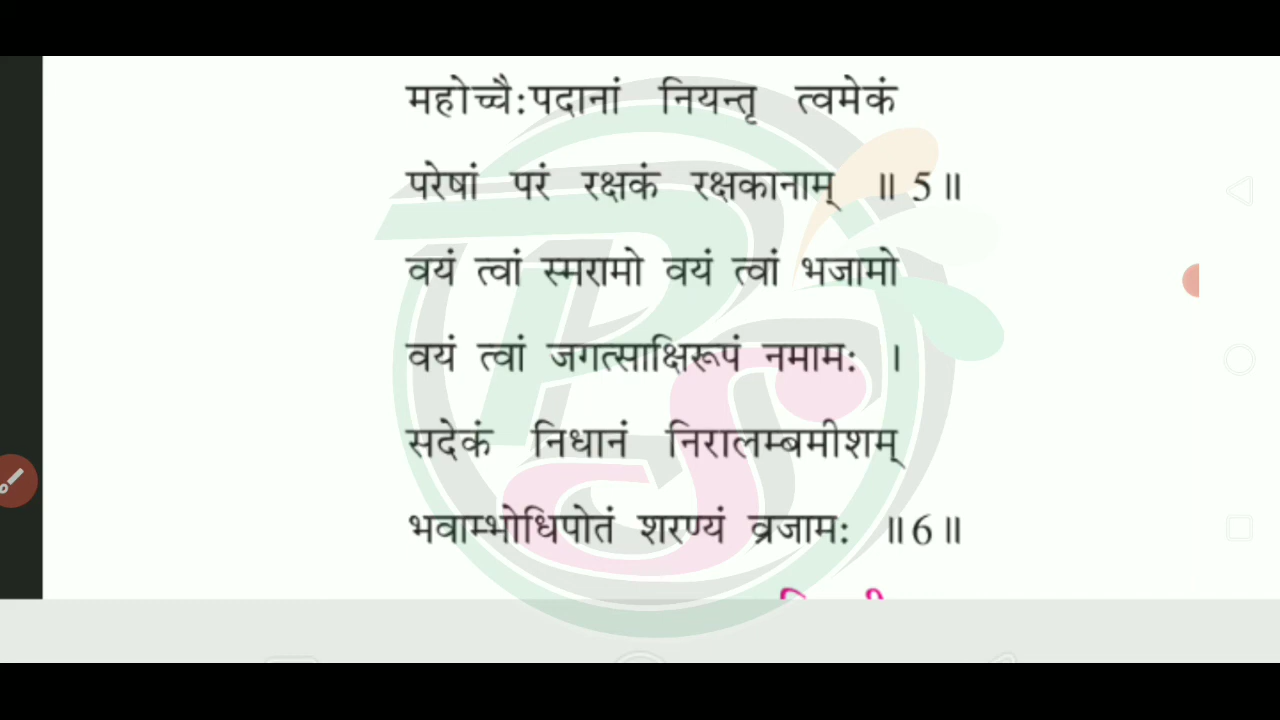 महोच्चैःपदानां नियन्तृ त्वमेकं
परेषां परं रक्षकं रक्षकानाम् ॥ 5॥
वयं त्वां स्मरामो वयं त्वां भजामो
वयं त्वां जगत्साक्षिरूपं नमामः ।
सदेकं निधानं निरालम्बमीशम्
भवाम्भोधिपोतं शरण्यं व्रजामः ॥6॥